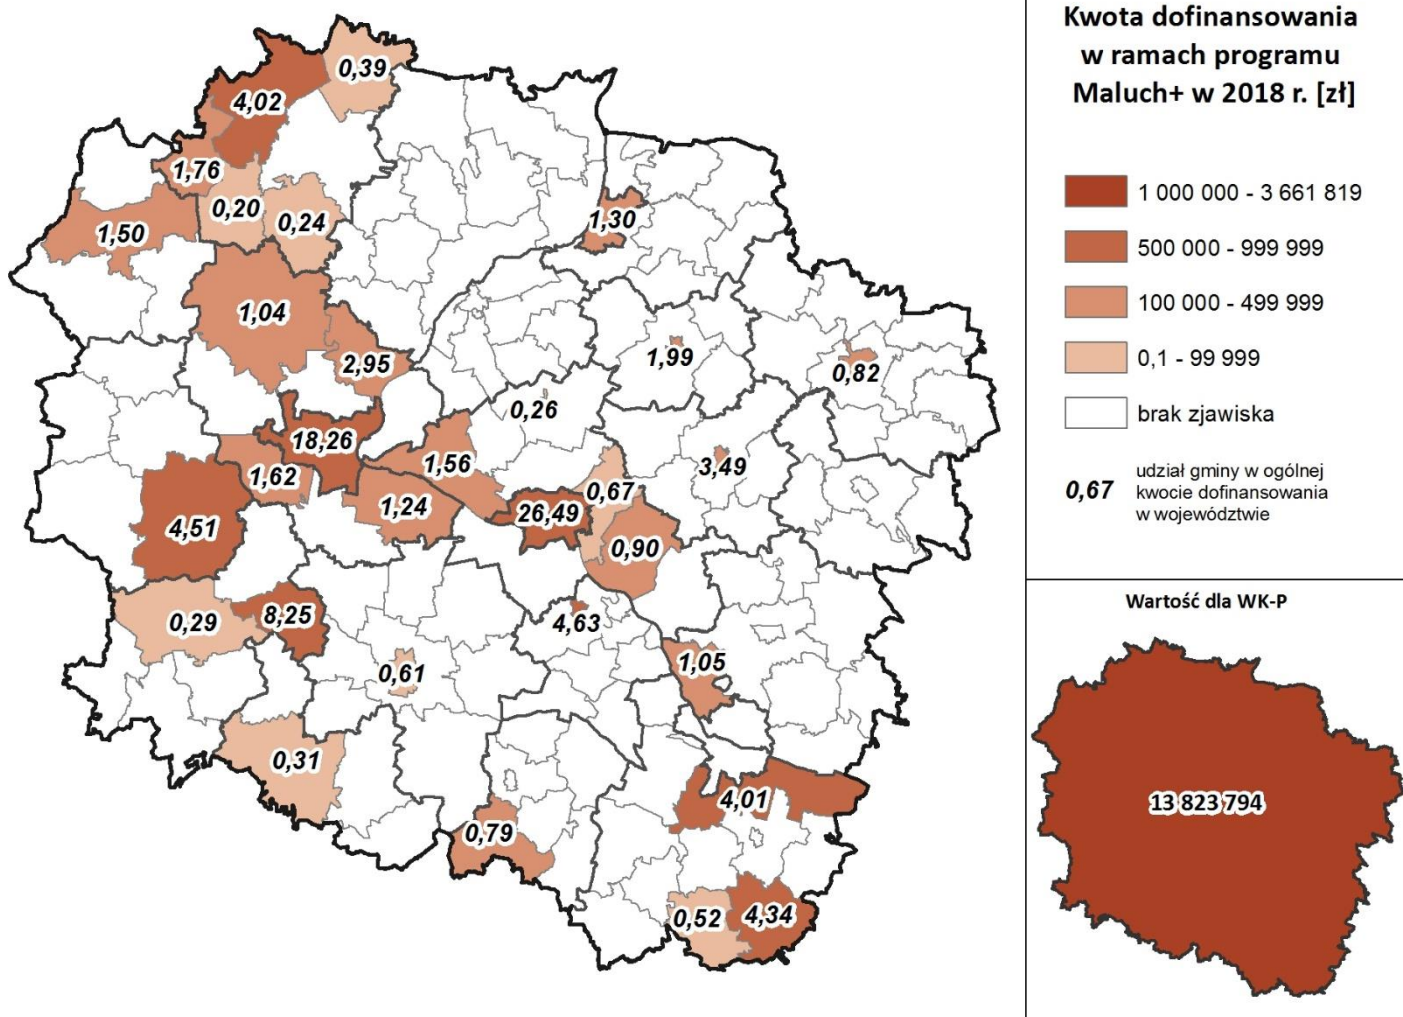 Kwota dofinansowania
w ramach programu
Maluch+ w 2018 r. [zł]
1 000 000 - 3 661 819
500 000 - 999 999
100 000 - 499 999
0,1 - 99 999
brak zjawiska
0,67
udział gminy w ogólnej
kwocie dofinansowania
w województwie
Wartość dla WK-P
13 823 794
0,39
4,02
1,76
0,20
0,24
1,30
1,50
1,04
2,95
1,99
0,82
0,26
18,26
1,56
3,49
1,62
0,67
1,24
26,49
4,51
0,90
0,29
8,25
4,63
1,05
0,61
0,31
4,01
0,79
0,52
4,34